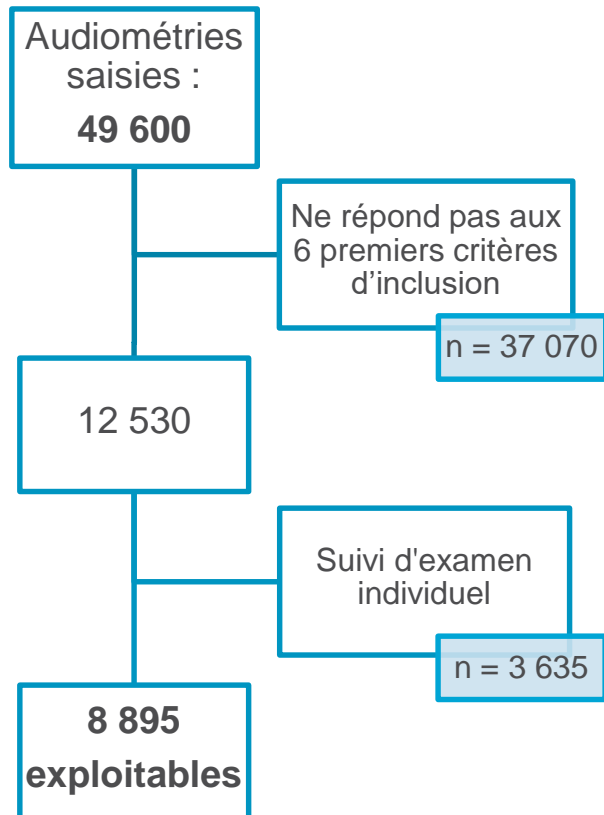 Audiométries
saisies :
49 600
Ne répond pas aux
6 premiers critères
d’inclusion
n = 37 070
12 530
Suivi d'examen
individuel
n = 3 635
8 895
exploitables